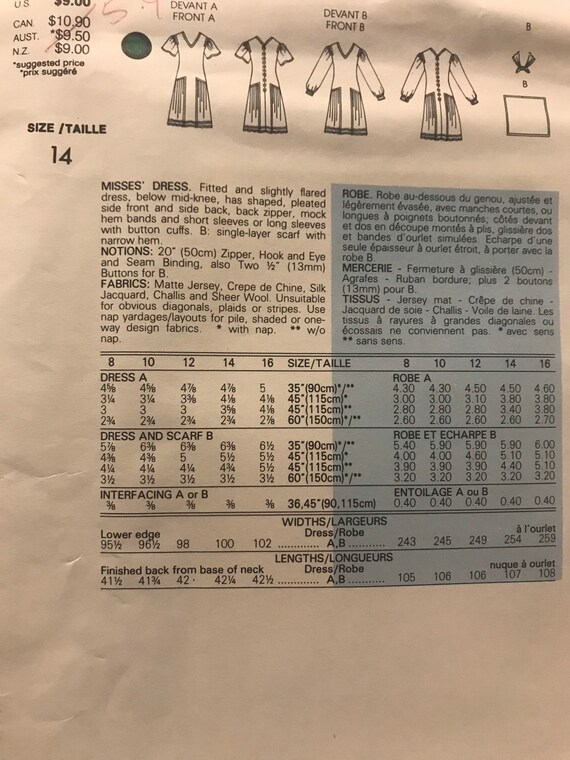 U.S. $9.00
CAN. $10.90
AUST. *$9.50
N.Z. $9.00
*suggested price
*prix suggéré
DEVANT A
FRONT A
DEVANT B
FRONT B
B
B
SIZE/TAILLE
14
MISSES' DRESS. Fitted and slightly flared
dress, below mid-knee, has shaped, pleated
side front and side back, back zipper, mock
hem bands and short sleeves or long sleeves
with button cuffs. B: single-layer scarf with
narrow hem.
NOTIONS: 20" (50cm) Zipper, Hook and Eye
and Seam Binding, also Two ½" (13mm)
Buttons for B.
FABRICS: Matte Jersey, Crepe de Chine, Silk
Jacquard, Challis and Sheer Wool. Unsuitable
for obvious diagonals, plaids or stripes. Use
nap yardages/layouts for pile, shaded or one-
way design fabrics. * with nap. ** w/o
nap.
ROBE. Robe au-dessous du genou, ajustée et
légèrement évasée, avec manches courtes, ou
longues à poignets boutonnés; côtés devant
et dos en découpe montés à plis, glissière dos
et bandes d'ourlet simulées. Echarpe d'une
seule épaisseur à ourlet étroit, à porter avec la
robe B.
MERCERIE - Fermeture à glissière (50cm) -
Agrafes - Ruban bordure; plus 2 boutons
(13mm) pour B.
TISSUS - Jersey mat - Crêpe de chine -
Jacquard de soie - Challis - Voile de laine. Les
tissus à rayures à grandes diagonales ou
écossais ne conviennent pas. * avec sens
** sans sens.
8 10 12 14 16 SIZE/TAILLE 8 10 12 14 16
DRESS A ROBE A
4⅝ 4⅝ 4⅞ 4⅞ 5 35"(90cm)*/** 4.30 4.30 4.50 4.50 4.60
3¼ 3¼ 3⅜ 4⅛ 4⅛ 45"(115cm)* 3.00 3.00 3.10 3.80 3.80
3 3 3 3⅝ 4⅛ 45"(115cm)** 2.80 2.80 2.80 3.40 3.80
2¾ 2¾ 2¾ 2¾ 2⅞ 60"(150cm)*/** 2.60 2.60 2.60 2.60 2.70
DRESS AND SCARF B ROBE ET ECHARPE B
5⅞ 6⅜ 6⅜ 6⅜ 6½ 35"(90cm)*/** 5.40 5.90 5.90 5.90 6.00
4⅜ 4⅜ 5 5½ 5½ 45"(115cm)* 4.00 4.00 4.60 5.10 5.10
4¼ 4¼ 4¼ 4¾ 5½ 45"(115cm)** 3.90 3.90 3.90 4.40 5.10
3½ 3½ 3½ 3½ 3½ 60"(150cm)*/** 3.20 3.20 3.20 3.20 3.20
INTERFACING A or B ENTOILAGE A ou B
⅜ ⅜ ⅜ ⅜ ⅜ 36,45"(90,115cm) 0.40 0.40 0.40 0.40 0.40
WIDTHS/LARGEURS
Lower edge Dress/Robe à l'ourlet
95½ 96½ 98 100 102 ............. A,B ........... 243 245 249 254 259
LENGTHS/LONGUEURS
Finished back from base of neck Dress/Robe nuque à ourlet
41½ 41¾ 42 42¼ 42½ ............. A,B ........... 105 106 106 107 108